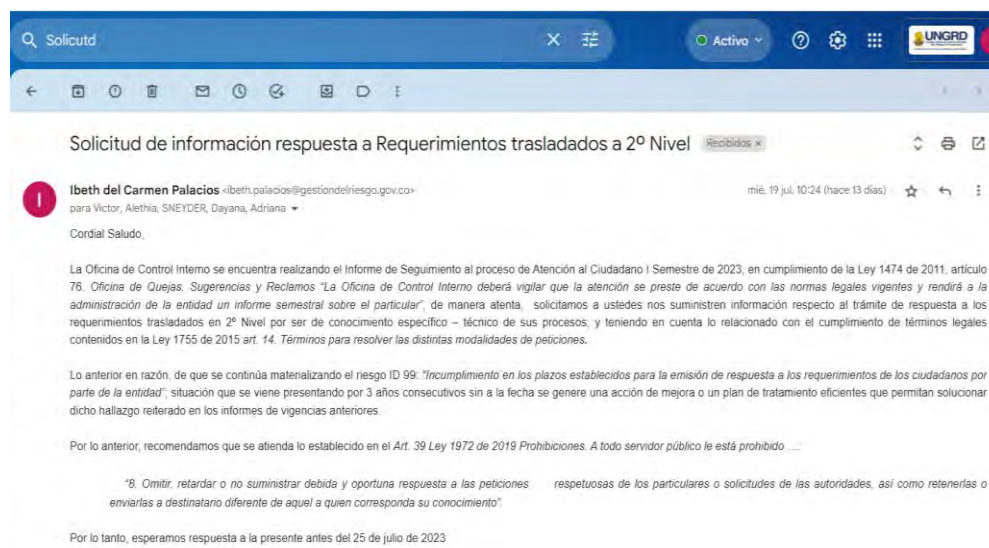 Solicutd
Activo
UNGRD
Solicitud de información respuesta a Requerimientos trasladados a 2º Nivel
Recibidos ×
Ibeth del Carmen Palacios <ibeth.palacios@gestiondelriesgo.gov.co>
mié, 19 jul, 10:24 (hace 13 días)
para Victor, Alethia, SNEYDER, Dayana, Adriana
Cordial Saludo,
La Oficina de Control Interno se encuentra realizando el Informe de Seguimiento al proceso de Atención al Ciudadano I Semestre de 2023, en cumplimiento de la Ley 1474 de 2011, artículo
76. Oficina de Quejas. Sugerencias y Reclamos "La Oficina de Control Interno deberá vigilar que la atención se preste de acuerdo con las normas legales vigentes y rendirá a la
administración de la entidad un informe semestral sobre el particular", de manera atenta, solicitamos a ustedes nos suministren información respecto al trámite de respuesta a los
requerimientos trasladados en 2º Nivel por ser de conocimiento específico – técnico de sus procesos, y teniendo en cuenta lo relacionado con el cumplimiento de términos legales
contenidos en la Ley 1755 de 2015 art. 14. Términos para resolver las distintas modalidades de peticiones.
Lo anterior en razón, de que se continúa materializando el riesgo ID 99: "Incumplimiento en los plazos establecidos para la emisión de respuesta a los requerimientos de los ciudadanos por
parte de la entidad"; situación que se viene presentando por 3 años consecutivos sin a la fecha se genere una acción de mejora o un plan de tratamiento eficientes que permitan solucionar
dicho hallazgo reiterado en los informes de vigencias anteriores.
Por lo anterior, recomendamos que se atienda lo establecido en el Art. 39 Ley 1972 de 2019 Prohibiciones. A todo servidor público le está prohibido ...:
"8. Omitir, retardar o no suministrar debida y oportuna respuesta a las peticiones respetuosas de los particulares o solicitudes de las autoridades, así como retenerlas o
enviarlas a destinatario diferente de aquel a quien corresponda su conocimiento".
Por lo tanto, esperamos respuesta a la presente antes del 25 de julio de 2023